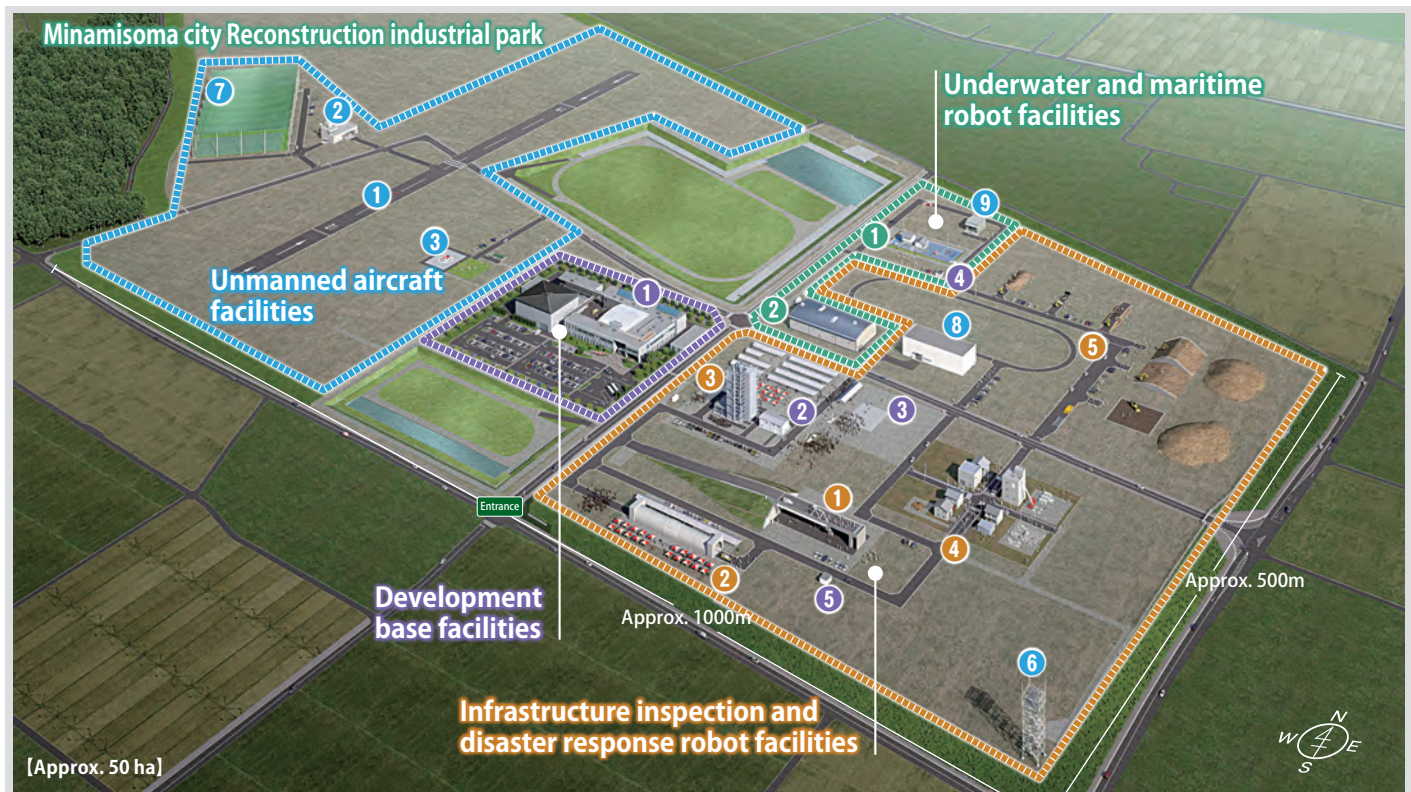 Minamisoma city Reconstruction industrial park
7
2
Underwater and maritime
robot facilities
1
9
3
1
Unmanned aircraft
facilities
1
4
2
8
5
3
2
3
Entrance
1
4
2
5
Development
base facilities
Approx. 1000m
Approx. 500m
6
Infrastructure inspection and
disaster response robot facilities
N
W
E
S
[Approx. 50 ha]